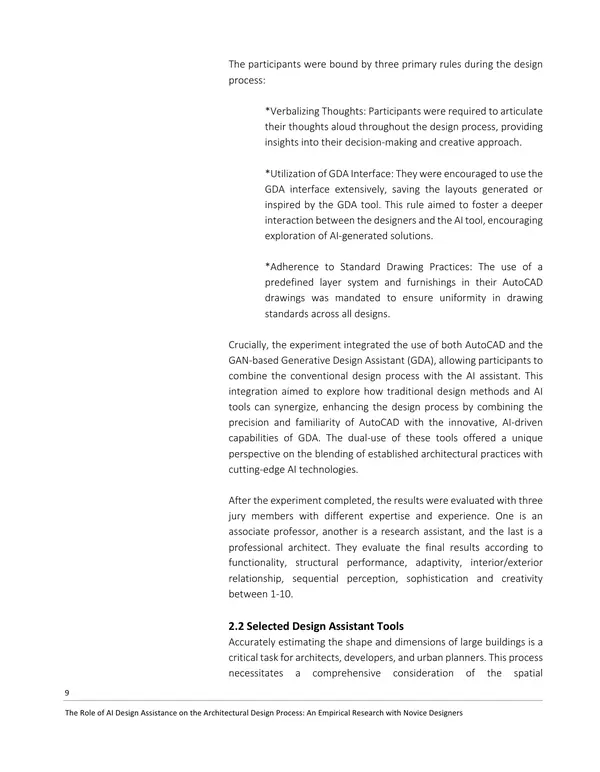 The participants were bound by three primary rules during the design
process:
*Verbalizing Thoughts: Participants were required to articulate
their thoughts aloud throughout the design process, providing
insights into their decision-making and creative approach.
*Utilization of GDA Interface: They were encouraged to use the
GDA interface extensively, saving the layouts generated or
inspired by the GDA tool. This rule aimed to foster a deeper
interaction between the designers and the AI tool, encouraging
exploration of AI-generated solutions.
*Adherence to Standard Drawing Practices: The use of a
predefined layer system and furnishings in their AutoCAD
drawings was mandated to ensure uniformity in drawing
standards across all designs.
Crucially, the experiment integrated the use of both AutoCAD and the
GAN-based Generative Design Assistant (GDA), allowing participants to
combine the conventional design process with the AI assistant. This
integration aimed to explore how traditional design methods and AI
tools can synergize, enhancing the design process by combining the
precision and familiarity of AutoCAD with the innovative, AI-driven
capabilities of GDA. The dual-use of these tools offered a unique
perspective on the blending of established architectural practices with
cutting-edge AI technologies.
After the experiment completed, the results were evaluated with three
jury members with different expertise and experience. One is an
associate professor, another is a research assistant, and the last is a
professional architect. They evaluate the final results according to
functionality, structural performance, adaptivity, interior/exterior
relationship, sequential perception, sophistication and creativity
between 1-10.
2.2 Selected Design Assistant Tools
Accurately estimating the shape and dimensions of large buildings is a
critical task for architects, developers, and urban planners. This process
necessitates a comprehensive consideration of the spatial
9
The Role of AI Design Assistance on the Architectural Design Process: An Empirical Research with Novice Designers